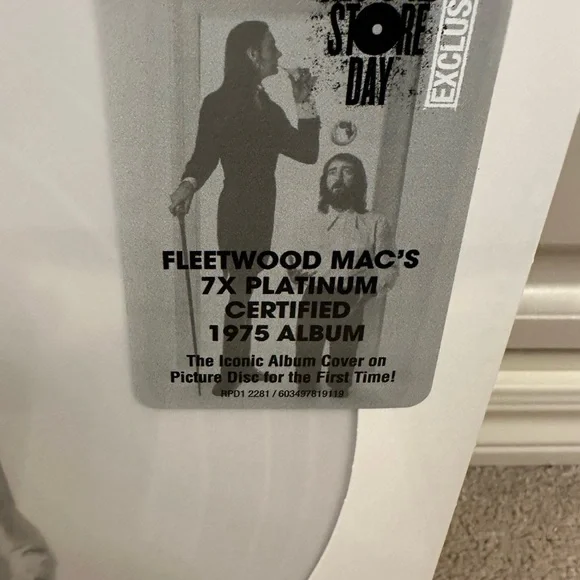 STORE
DAY
EXCLUS
FLEETWOOD MAC'S
7X PLATINUM
CERTIFIED
1975 ALBUM
The Iconic Album Cover on
Picture Disc for the First Time!
RPD1 2281 / 603497819119